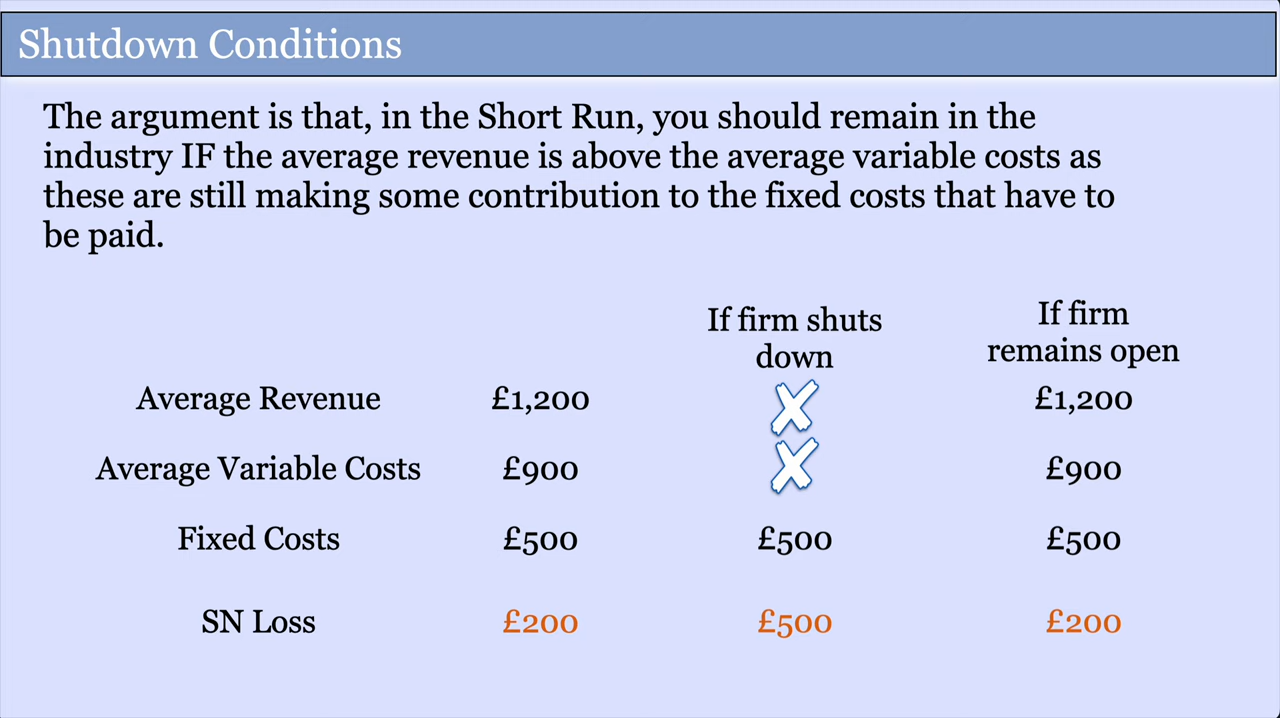 Shutdown Conditions
The argument is that, in the Short Run, you should remain in the
industry IF the average revenue is above the average variable costs as
these are still making some contribution to the fixed costs that have to
be paid.
If firm shuts
down
If firm
remains open
Average Revenue £1,200 £1,200
Average Variable Costs £900 £900
Fixed Costs £500 £500 £500
SN Loss £200 £500 £200